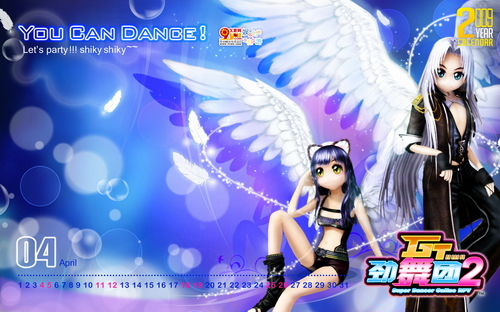 YOU CAN DANCE!
Let's party!!! shiky shiky~~
2009
YEAR
CALENDAR
04
April
1 2 3 4 5 6 7 8 9 10 11 12 13 14 15 16 17 18 19 20 21 22 23 24 25 26 27 28 29 30 31
GT
劲舞团2
Super Dancer Online XPV